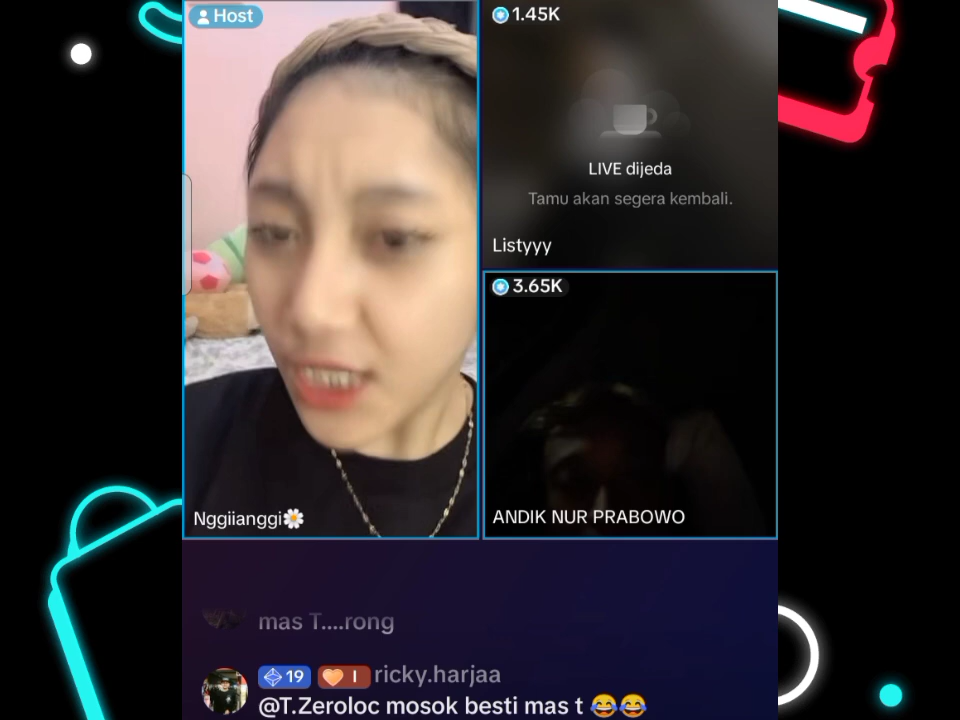 Host
1.45K
LIVE dijeda
Tamu akan segera kembali.
Listyyy
3.65K
Nggiianggi🌼
ANDIK NUR PRABOWO
mas T....rong
19 I ricky.harjaa
@T.Zeroloc mosok besti mas t 😂😂